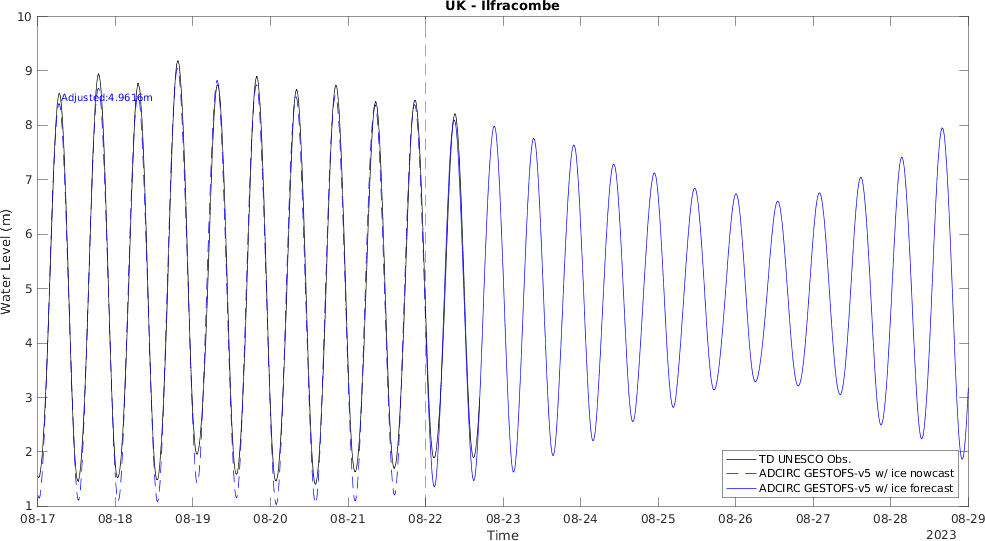 UK - Ilfracombe
10
9
8
7
6
5
4
3
2
1
Water Level (m)
Adjusted:4.9616m
TD UNESCO Obs.
ADCIRC GESTOFS-v5 w/ ice nowcast
ADCIRC GESTOFS-v5 w/ ice forecast
08-17 08-18 08-19 08-20 08-21 08-22 08-23 08-24 08-25 08-26 08-27 08-28 08-29
Time
2023